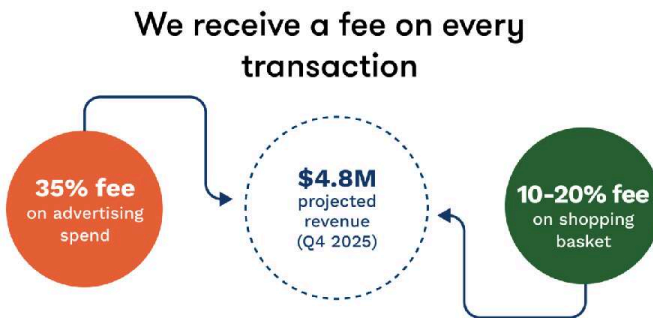 We receive a fee on every
transaction
35% fee
on advertising
spend
$4.8M
projected
revenue
(Q4 2025)
10-20% fee
on shopping
basket